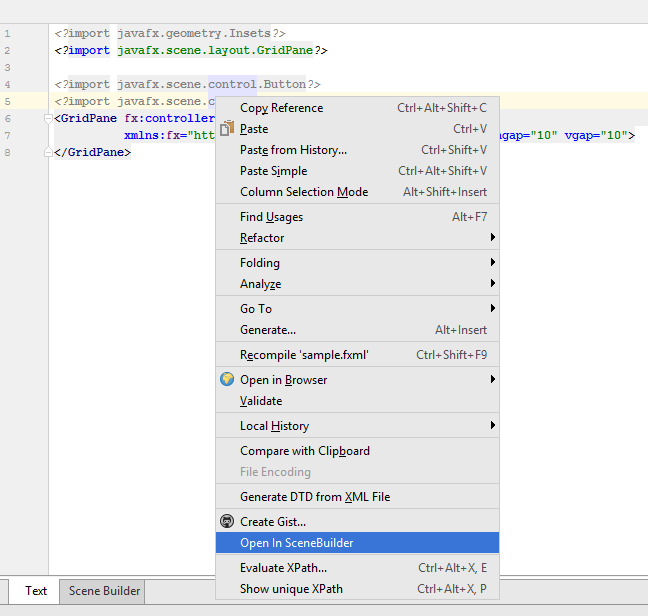 1 <?import javafx.geometry.Insets?>
2 <?import javafx.scene.layout.GridPane?>
3
4 <?import javafx.scene.control.Button?>
5 <?import javafx.scene.c
6 <GridPane fx:controller
7 xmlns:fx="htt gap="10" vgap="10">
8 </GridPane>
Copy Reference Ctrl+Alt+Shift+C
Paste Ctrl+V
Paste from History... Ctrl+Shift+V
Paste Simple Ctrl+Alt+Shift+V
Column Selection Mode Alt+Shift+Insert
Find Usages Alt+F7
Refactor
Folding
Analyze
Go To
Generate... Alt+Insert
Recompile 'sample.fxml' Ctrl+Shift+F9
Open in Browser
Validate
Local History
Compare with Clipboard
File Encoding
Generate DTD from XML File
Create Gist...
Open In SceneBuilder
Evaluate XPath... Ctrl+Alt+X, E
Show unique XPath Ctrl+Alt+X, P
Text Scene Builder